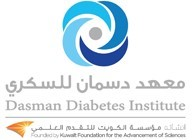 معهد دسمان للسكري
Dasman Diabetes Institute
أنشأته مؤسسة الكويت للتقدم العلمي
Founded by Kuwait Foundation for the Advancement of Sciences